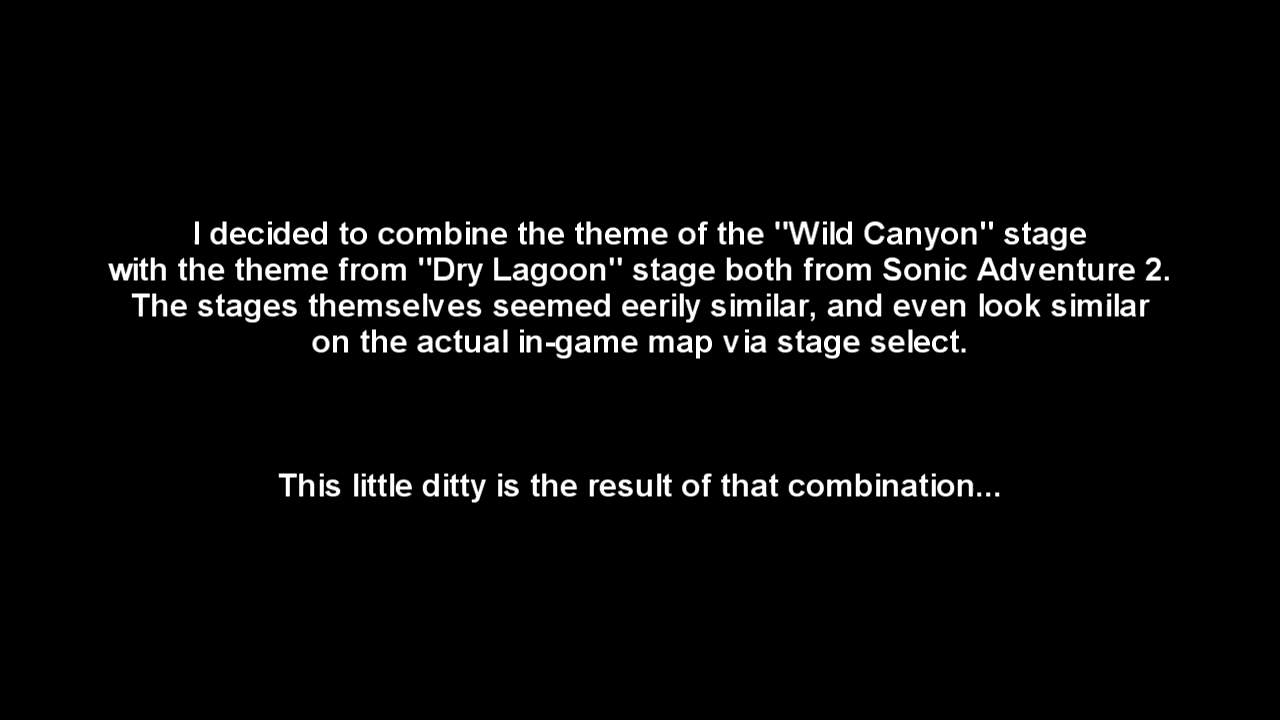 I decided to combine the theme of the "Wild Canyon" stage
with the theme from "Dry Lagoon" stage both from Sonic Adventure 2.
The stages themselves seemed eerily similar, and even look similar
on the actual in-game map via stage select.
This little ditty is the result of that combination...